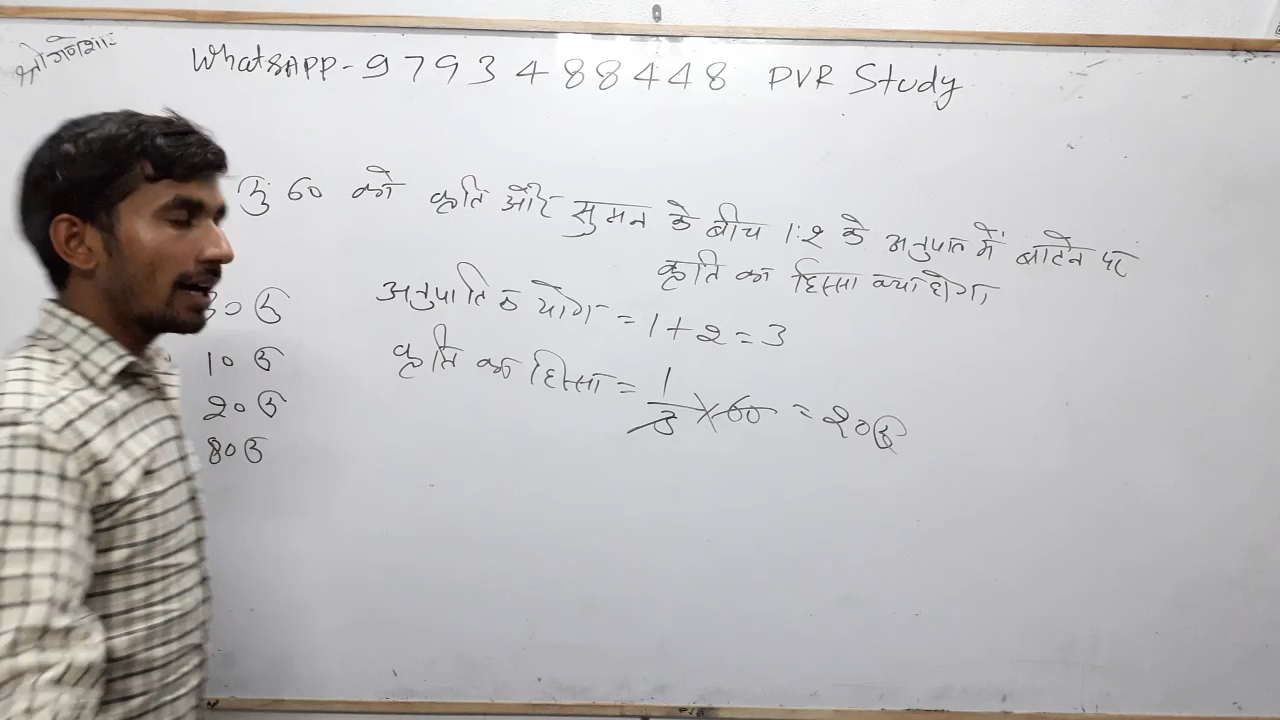 श्री गणेशाः
WhatsAPP - 9793488448 PVR Study
रु 60 को कृति और सुमन के बीच 1:2 के अनुपात में बाटने पर
कृति का हिस्सा क्या होगा
अनुपातिक योग = 1+2 = 3
कृति का हिस्सा = 1/3 × 60 = 20 रु
30 रु
10 रु
20 रु
80 रु